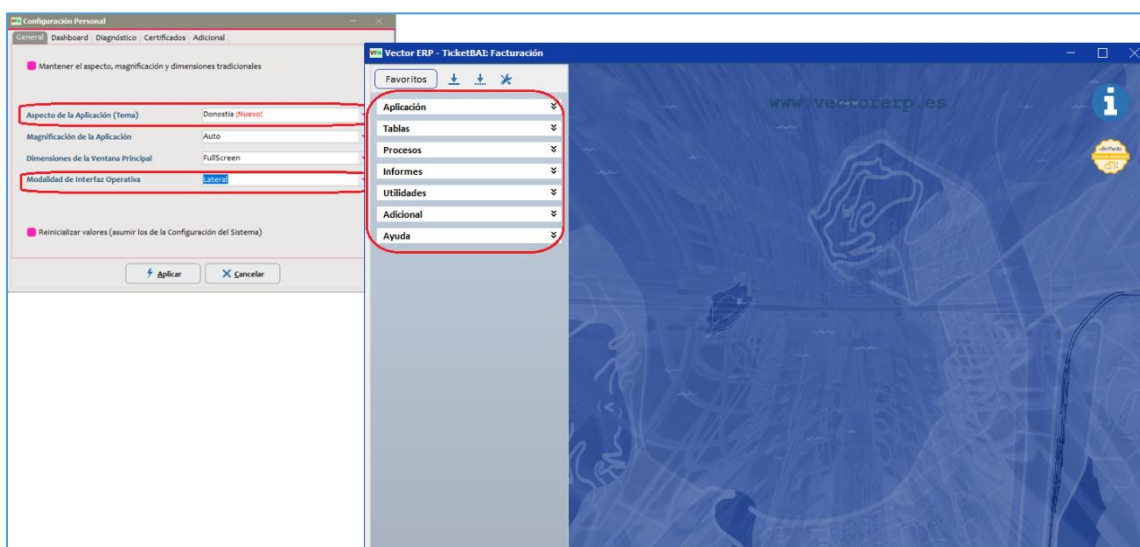 Configuración Personal
General Dashboard Diagnóstico Certificados Adicional
Mantener el aspecto, magnificación y dimensiones tradicionales
Aspecto de la Aplicación (Tema) Donostia ¡Nuevo!
Magnificación de la Aplicación Auto
Dimensiones de la Ventana Principal FullScreen
Modalidad de Interfaz Operativa Lateral
Reinicializar valores (asumir los de la Configuración del Sistema)
Aplicar Cancelar
Vector ERP - TicketBAI: Facturación
Favoritos
Aplicación
Tablas
Procesos
Informes
Utilidades
Adicional
Ayuda
www.vectorerp.es